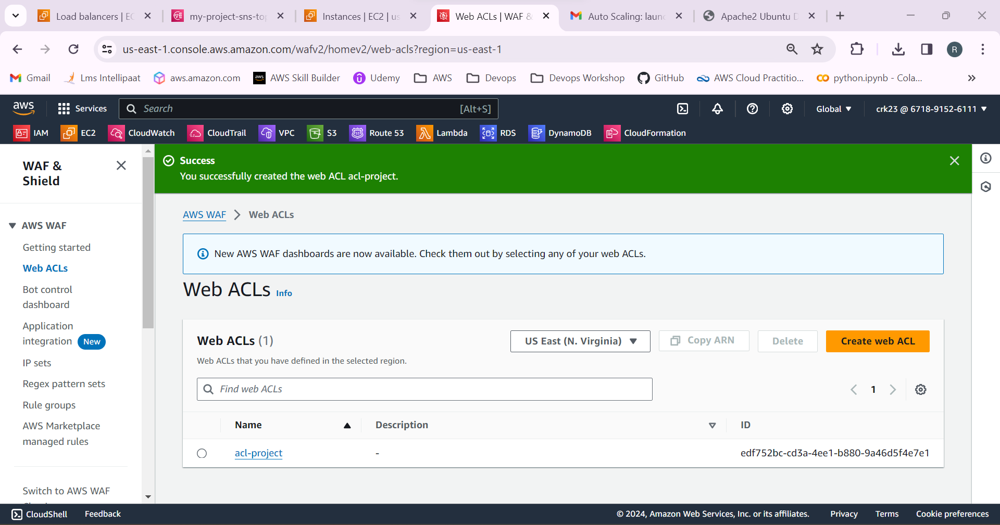 Load balancers | EC
my-project-sns-top
Instances | EC2 | us
Web ACLs | WAF &
Auto Scaling: laun
Apache2 Ubuntu D
us-east-1.console.aws.amazon.com/wafv2/homev2/web-acls?region=us-east-1
R
Gmail
Lms Intellipaat
aws.amazon.com
aws
AWS Skill Builder
Udemy
AWS
Devops
Devops Workshop
GitHub
AWS Cloud Practitio...
python.ipynb - Cola...
aws
Services
Search
[Alt+S]
Global
crk23 @ 6718-9152-6111
IAM
EC2
CloudWatch
CloudTrail
VPC
S3
Route 53
Lambda
RDS
DynamoDB
CloudFormation
WAF &
Shield
AWS WAF
Getting started
Web ACLs
Bot control
dashboard
Application
integration New
IP sets
Regex pattern sets
Rule groups
AWS Marketplace
managed rules
Switch to AWS WAF
Success
You successfully created the web ACL acl-project.
AWS WAF > Web ACLs
New AWS WAF dashboards are now available. Check them out by selecting any of your web ACLs.
Web ACLs Info
Web ACLs (1)
US East (N. Virginia)
Copy ARN
Delete
Create web ACL
Web ACLs that you have defined in the selected region.
Find web ACLs
1
Name
Description
ID
acl-project
-
edf752bc-cd3a-4ee1-b880-9a46d5f4e7e1
CloudShell
Feedback
© 2024, Amazon Web Services, Inc. or its affiliates.
Privacy
Terms
Cookie preferences